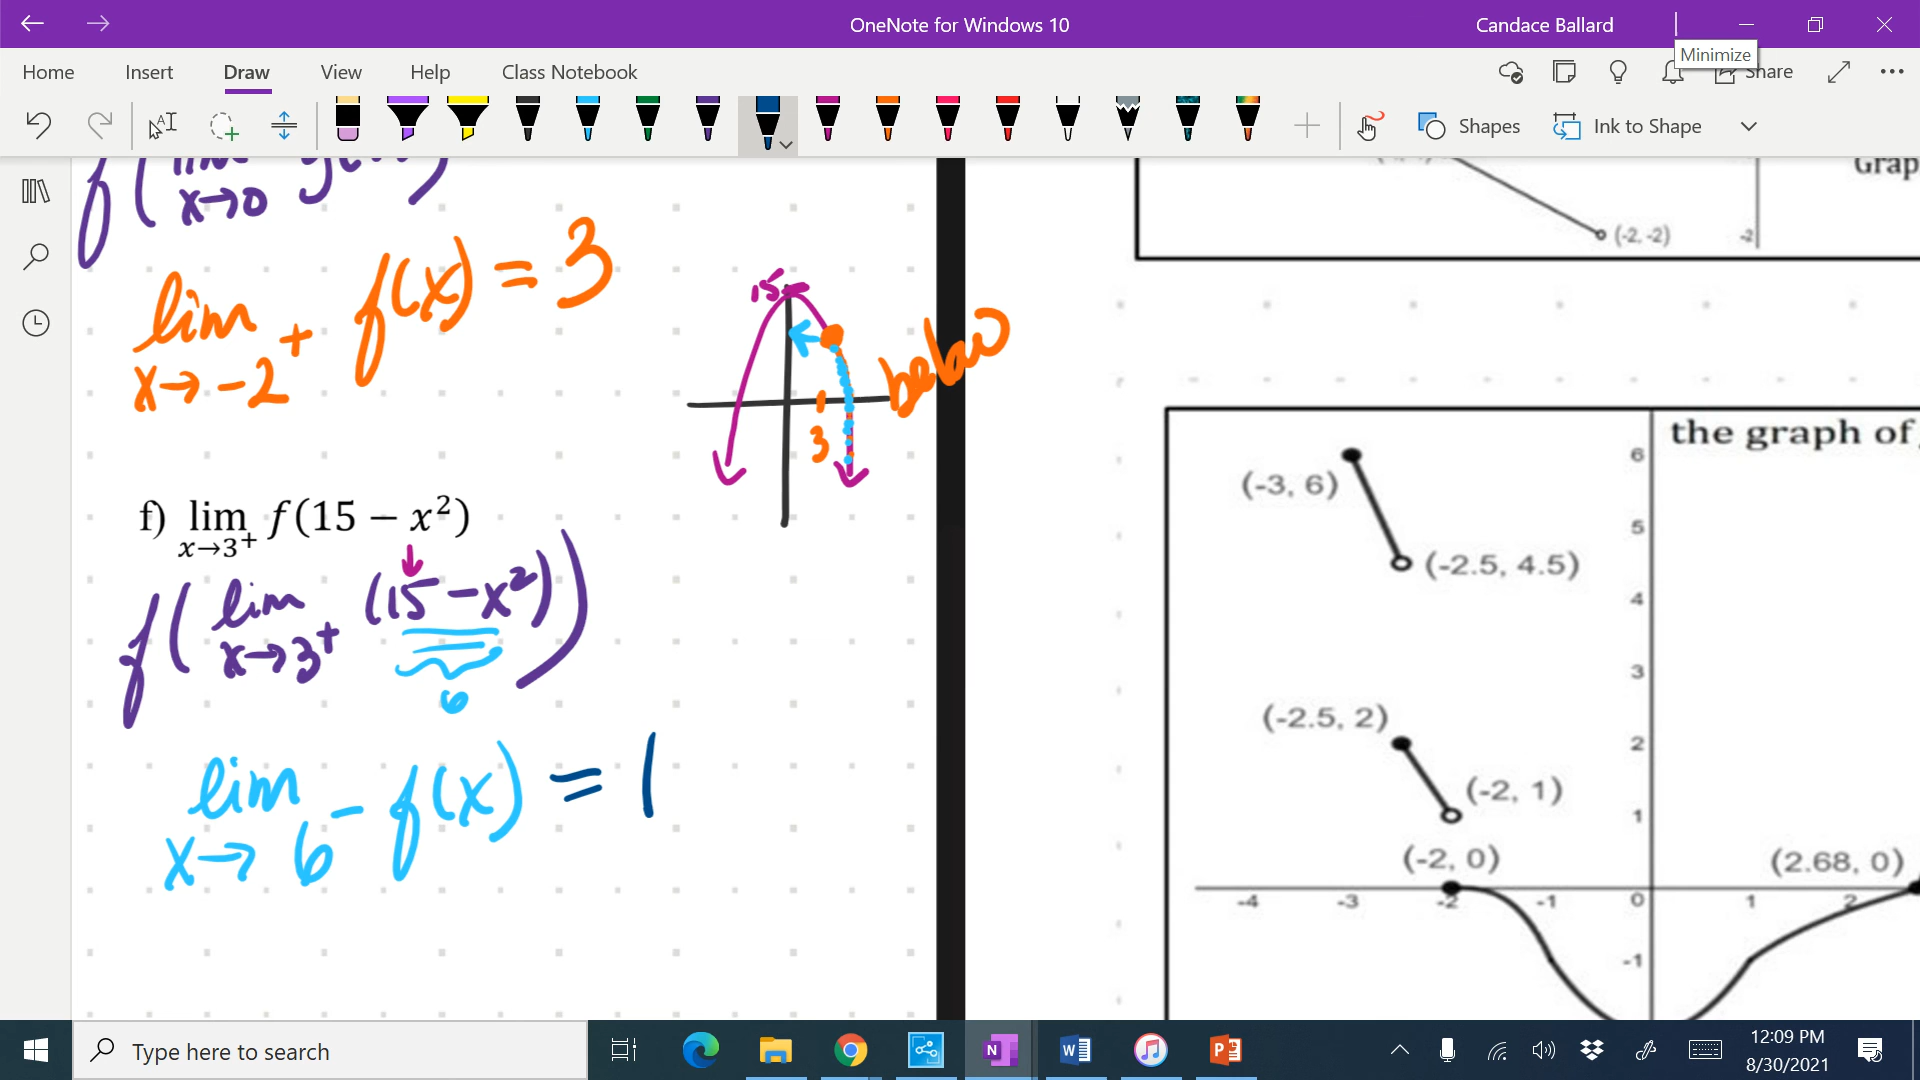 OneNote for Windows 10
Candace Ballard
Minimize
Home Insert Draw View Help Class Notebook
Share
Shapes
Ink to Shape
x→0
lim x→-2+ f(x) = 3
15
3
below
f) lim x→3+ f(15 − x²)
f( lim x→3+ (15 − x²))
6
lim x→6- f(x) = 1
Grap
(-2, -2)
-2
the graph of
6
(-3, 6)
5
(-2.5, 4.5)
4
3
(-2.5, 2)
2
(-2, 1)
1
(-2, 0)
(2.68, 0)
-4 -3 -2 -1 0 1 2
-1
Type here to search
12:09 PM
8/30/2021